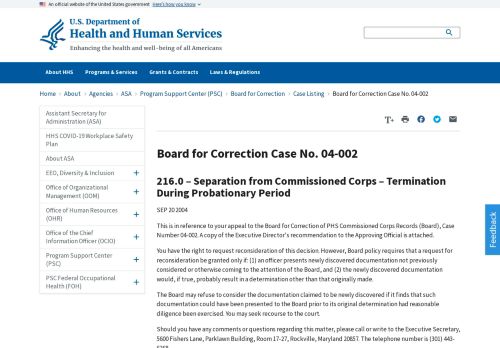 An official website of the United States government Here's how you know
U.S. Department of
Health and Human Services
Enhancing the health and well-being of all Americans
About HHS Programs & Services Grants & Contracts Laws & Regulations
Home › About › Agencies › ASA › Program Support Center (PSC) › Board for Correction › Case Listing › Board for Correction Case No. 04-002
Assistant Secretary for
Administration (ASA)
HHS COVID-19 Workplace Safety
Plan
About ASA
EEO, Diversity & Inclusion +
Office of Organizational
Management (OOM) +
Office of Human Resources
(OHR) +
Office of the Chief
Information Officer (OCIO) +
Program Support Center
(PSC) +
PSC Federal Occupational
Health (FOH) +
T+
Board for Correction Case No. 04-002
216.0 – Separation from Commissioned Corps – Termination
During Probationary Period
SEP 20 2004
This is in reference to your appeal to the Board for Correction of PHS Commissioned Corps Records (Board), Case
Number 04-002. A copy of the Executive Director's recommendation to the Approving Official is attached.
You have the right to request reconsideration of this decision. However, Board policy requires that a request for
reconsideration be granted only if: (1) an officer presents newly discovered documentation not previously
considered or otherwise coming to the attention of the Board, and (2) the newly discovered documentation
would, if true, probably result in a determination other than that originally made.
The Board may refuse to consider the documentation claimed to be newly discovered if it finds that such
documentation could have been presented to the Board prior to its original determination had reasonable
diligence been exercised. You may seek recourse to the court.
Should you have any comments or questions regarding this matter, please call or write to the Executive Secretary,
5600 Fishers Lane, Parklawn Building, Room 17-27, Rockville, Maryland 20857. The telephone number is (301) 443-
Feedback